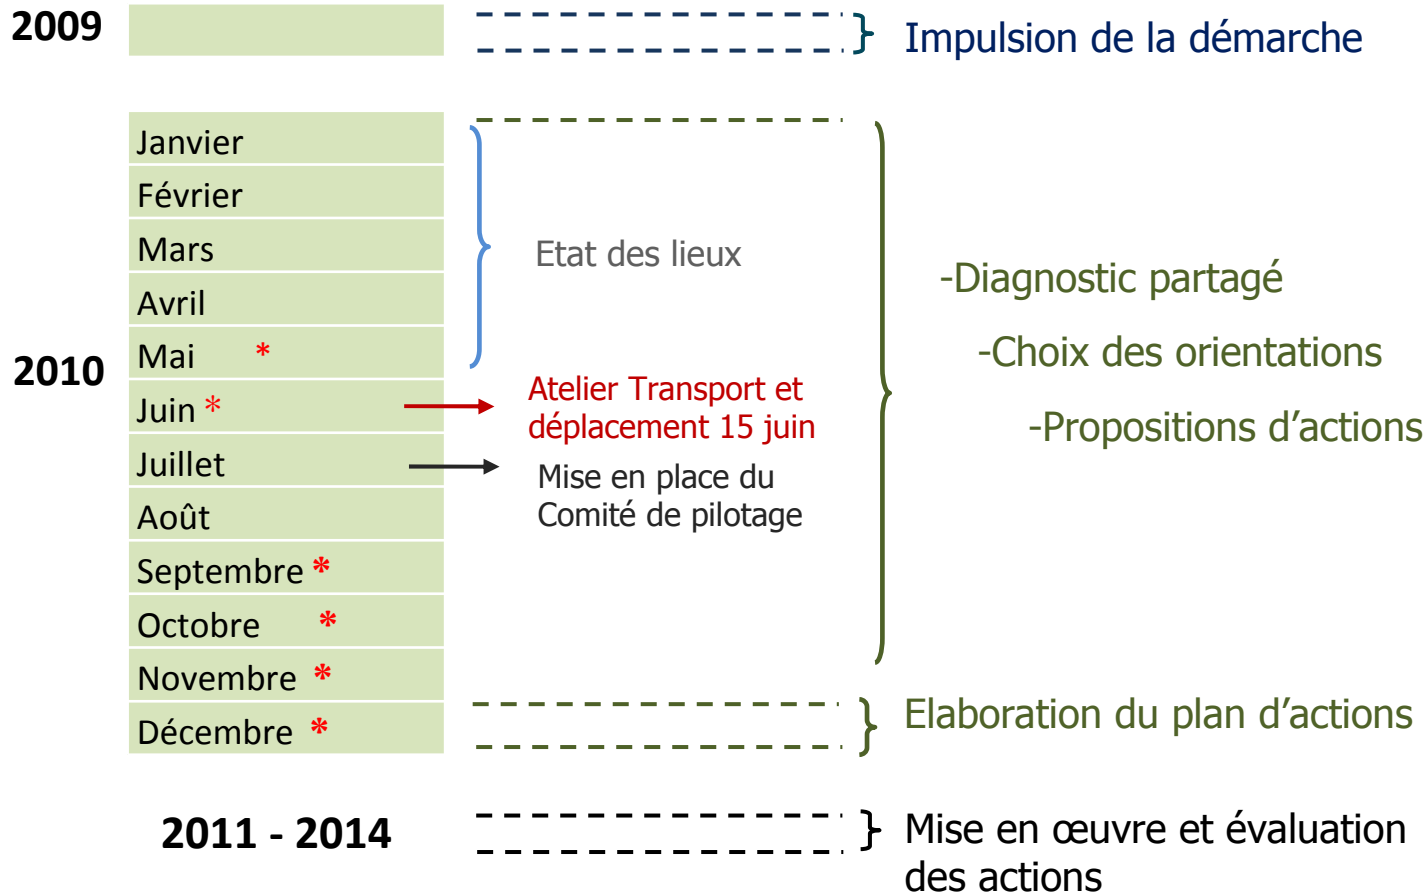 2009
Impulsion de la démarche
Janvier
Février
Mars
Avril
Mai *
2010
Juin *
Juillet
Août
Septembre *
Octobre *
Novembre *
Décembre *
Etat des lieux
Atelier Transport et
déplacement 15 juin
Mise en place du
Comité de pilotage
-Diagnostic partagé
-Choix des orientations
-Propositions d’actions
Elaboration du plan d’actions
2011 - 2014
Mise en œuvre et évaluation
des actions